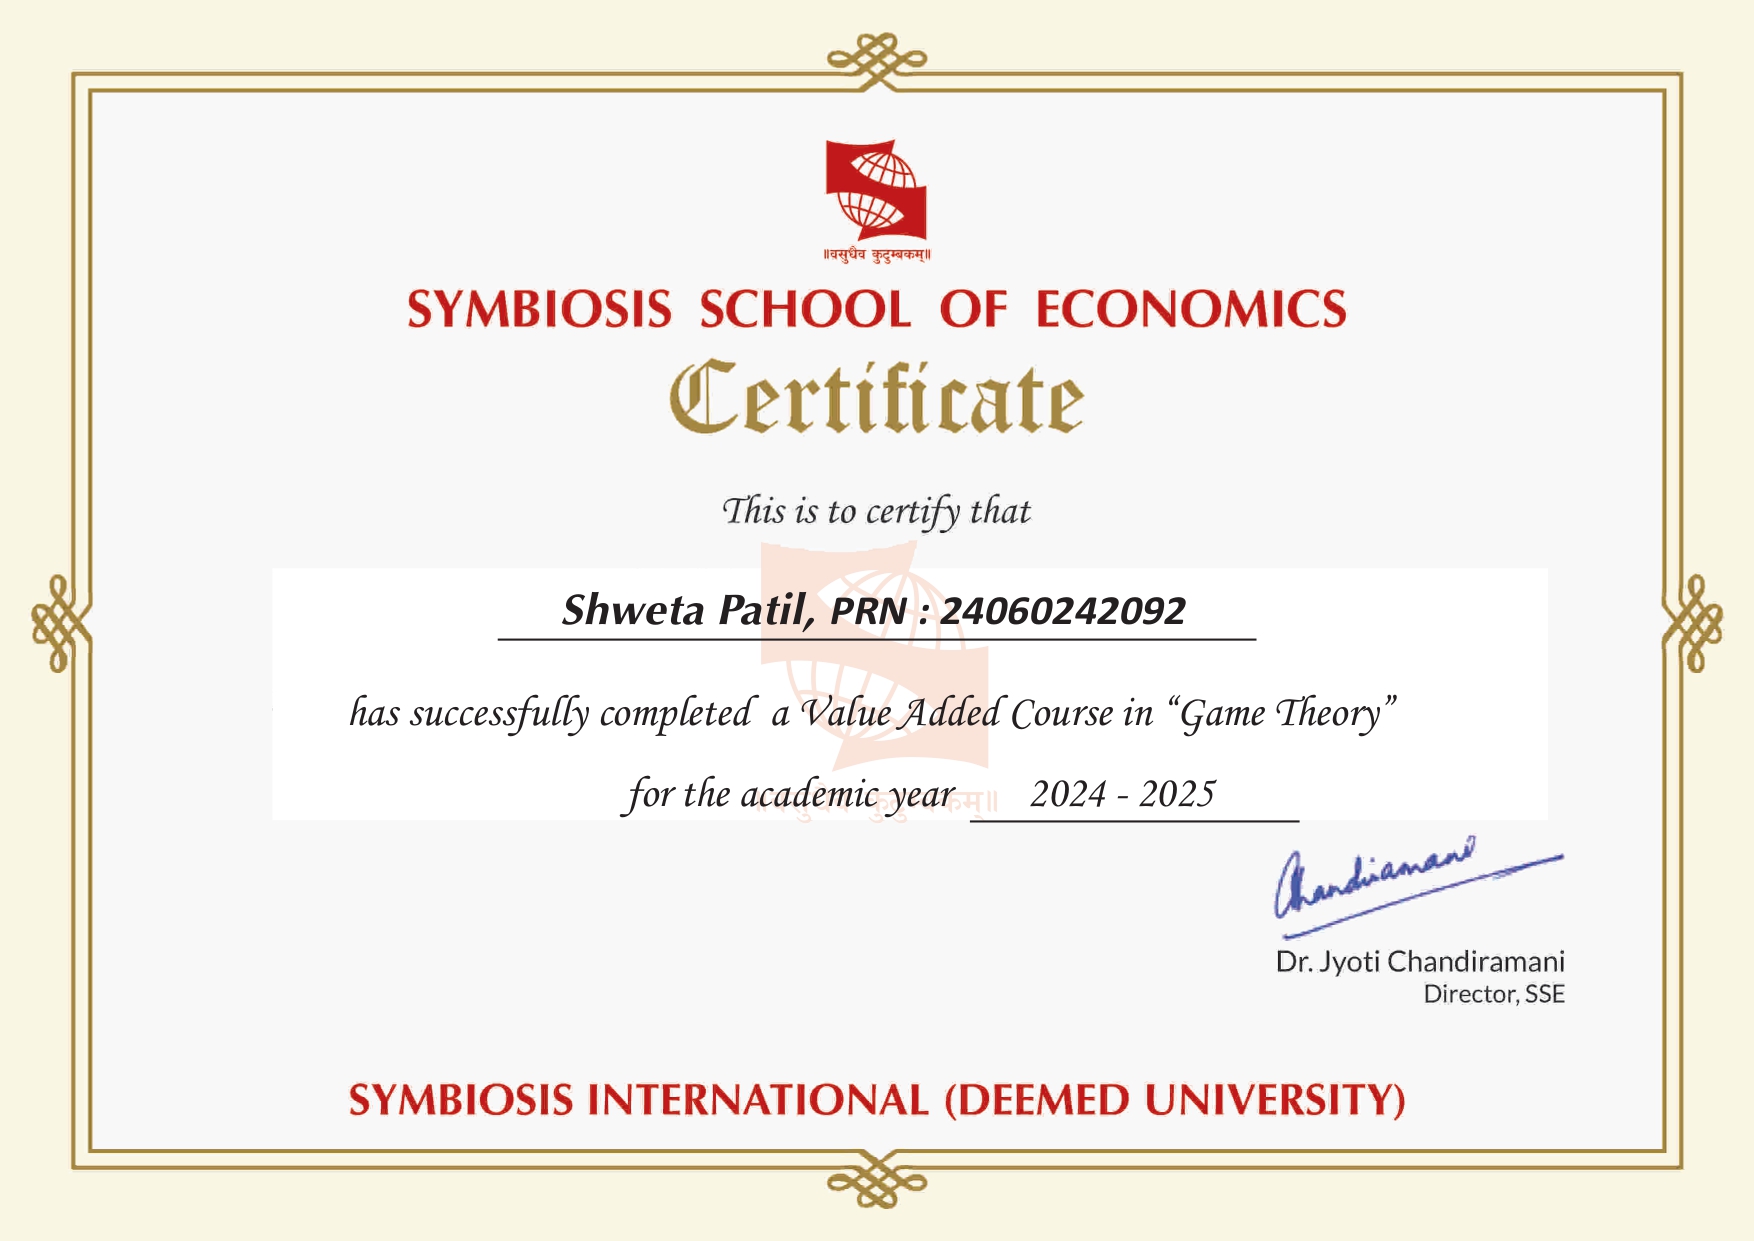 ॥वसुधैव कुटुम्बकम्॥
SYMBIOSIS SCHOOL OF ECONOMICS
Certificate
This is to certify that
Shweta Patil, PRN : 24060242092
has successfully completed a Value Added Course in “Game Theory”
for the academic year 2024 - 2025
Chandiramani
Dr. Jyoti Chandiramani
Director, SSE
SYMBIOSIS INTERNATIONAL (DEEMED UNIVERSITY)